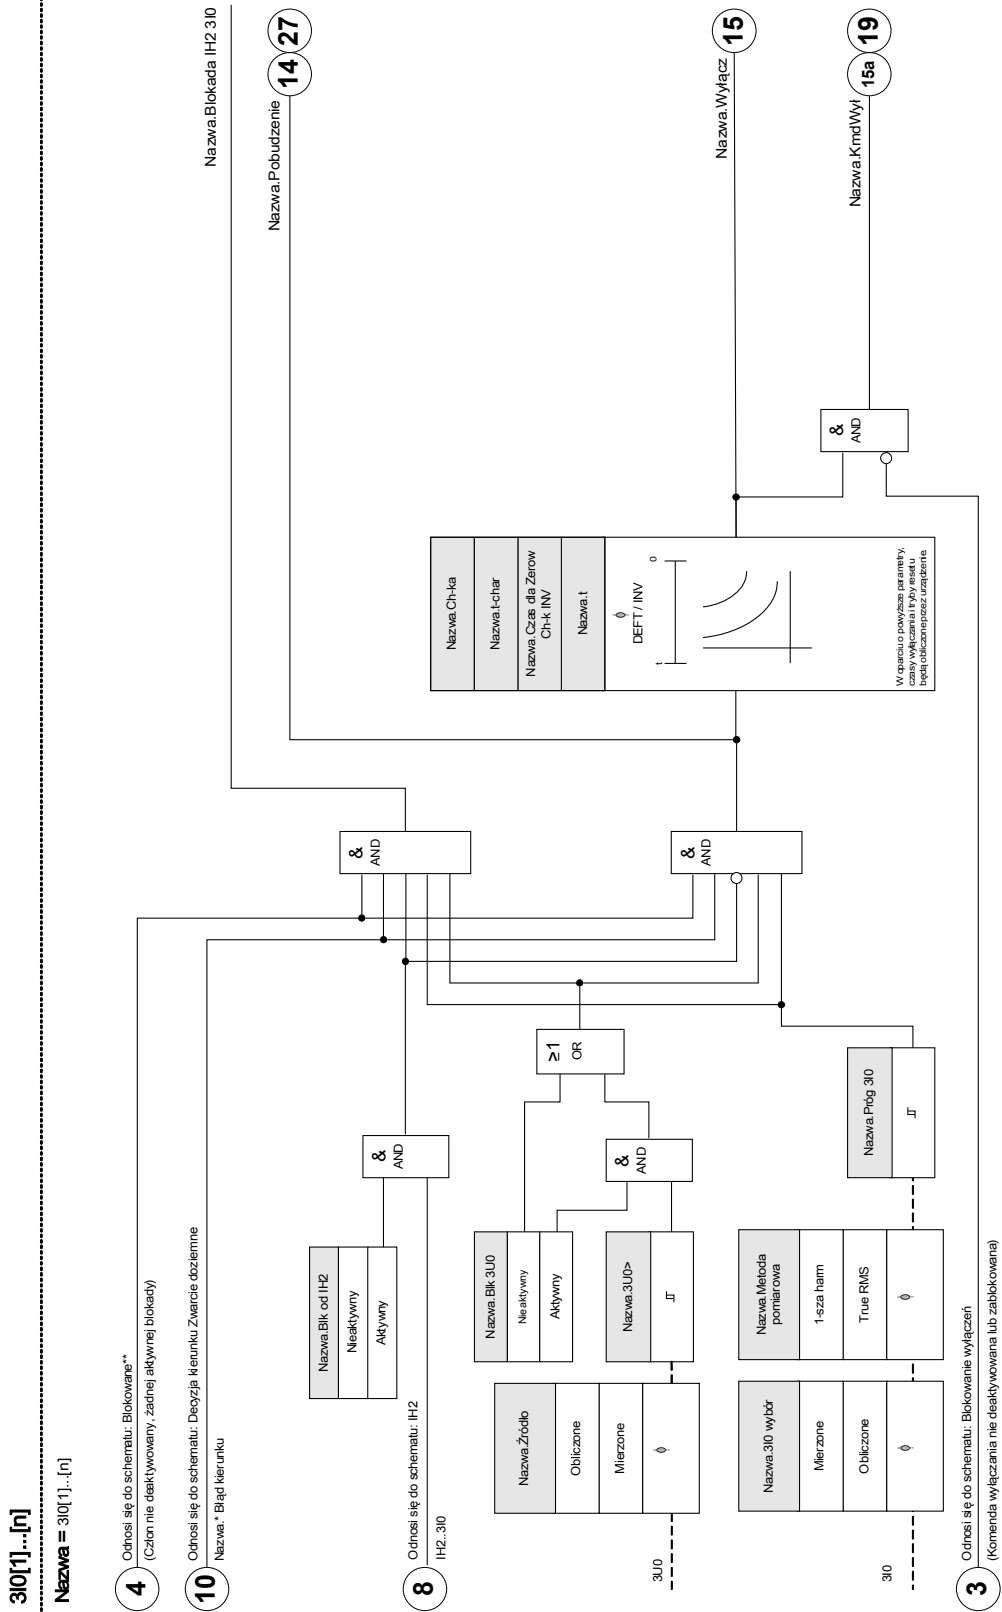 3I0[1]...[n]
Nazwa = 3I0[1]...[n]
4
Odnosi się do schematu: Blokowane**
(Człon nie deaktywowany, żadnej aktywnej blokady)
10
Odnosi się do schematu: Decyzja kierunku Zwarcie doziemne
Nazwa.* Błąd kierunku
8
Odnosi się do schematu: IH2
IH2..3I0
Nazwa.Blk od IH2
Nieaktywny
Aktywny
&
AND
&
AND
Nazwa.Blokada IH2 3I0
Nazwa.Pobudzenie
14
27
3U0
Nazwa.Źródło
Obliczone
Mierzone
ϕ
Nazwa.Blk 3U0
Nieaktywny
Aktywny
Nazwa.3U0>
&
AND
≥1
OR
&
AND
Nazwa.Ch-ka
Nazwa.t-char
Nazwa.Czas dla Zerow
Ch-k INV
Nazwa.t
ϕ
DEFT / INV
t
0
W oparciu o powyższe parametry,
czasy wyłączania i tryby resetu
będą obliczone przez urządzenie.
Nazwa.Wyłącz
15
3I0
Nazwa.3I0 wybór
Mierzone
Obliczone
ϕ
Nazwa.Metoda
pomiarowa
1-sza harm
True RMS
ϕ
Nazwa.Próg 3I0
&
AND
Nazwa.KmdWył
15a
19
3
Odnosi się do schematu: Blokowanie wyłączeń
(Komenda wyłączania nie deaktywowana lub zablokowana)